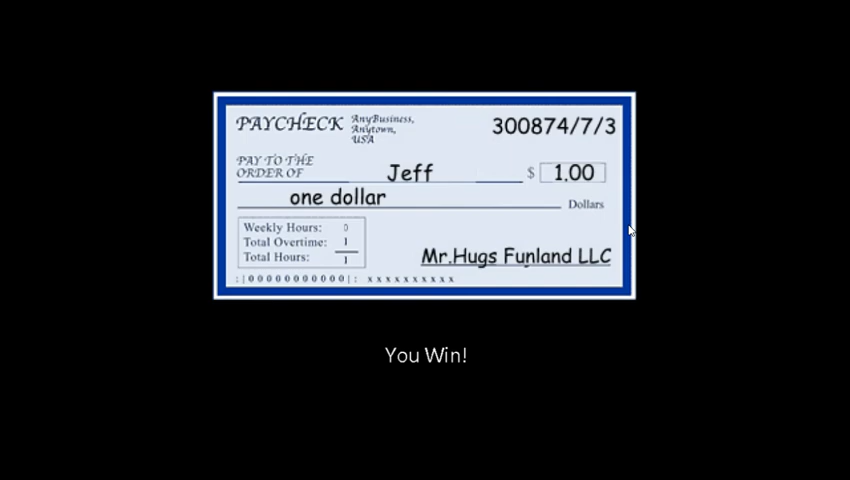 PAYCHECK AnyBusiness, Anytown, USA 300874/7/3
PAY TO THE ORDER OF Jeff $ 1.00
one dollar Dollars
Weekly Hours: 0
Total Overtime: 1
Total Hours: 1
Mr.Hugs Funland LLC
:|00000000000|: xxxxxxxxxx
You Win!